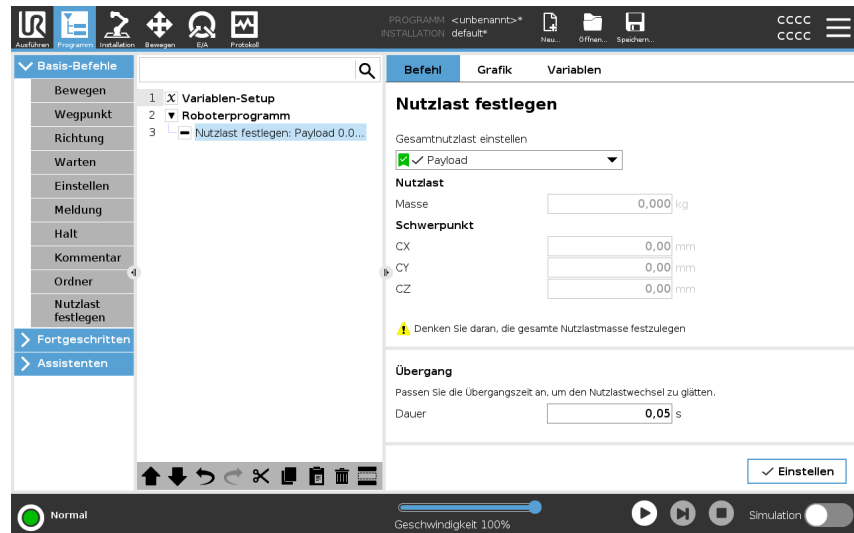 PROGRAMM <unbenannt>*
INSTALLATION default*
UR
Ausführen
Programm
Installation
Bewegen
E/A
Protokoll
Neu...
Öffnen...
Speichern...
cccc
cccc
Basis-Befehle
Bewegen
Wegpunkt
Richtung
Warten
Einstellen
Meldung
Halt
Kommentar
Ordner
Nutzlast
festlegen
Fortgeschritten
Assistenten
1 X Variablen-Setup
2 Roboterprogramm
3 Nutzlast festlegen: Payload 0.0...
Befehl Grafik Variablen
Nutzlast festlegen
Gesamtnutzlast einstellen
Payload
Nutzlast
Masse 0,000 kg
Schwerpunkt
CX 0,00 mm
CY 0,00 mm
CZ 0,00 mm
Denken Sie daran, die gesamte Nutzlastmasse festzulegen
Übergang
Passen Sie die Übergangszeit an, um den Nutzlastwechsel zu glätten.
Dauer 0,05 s
Einstellen
Normal
Geschwindigkeit 100%
Simulation